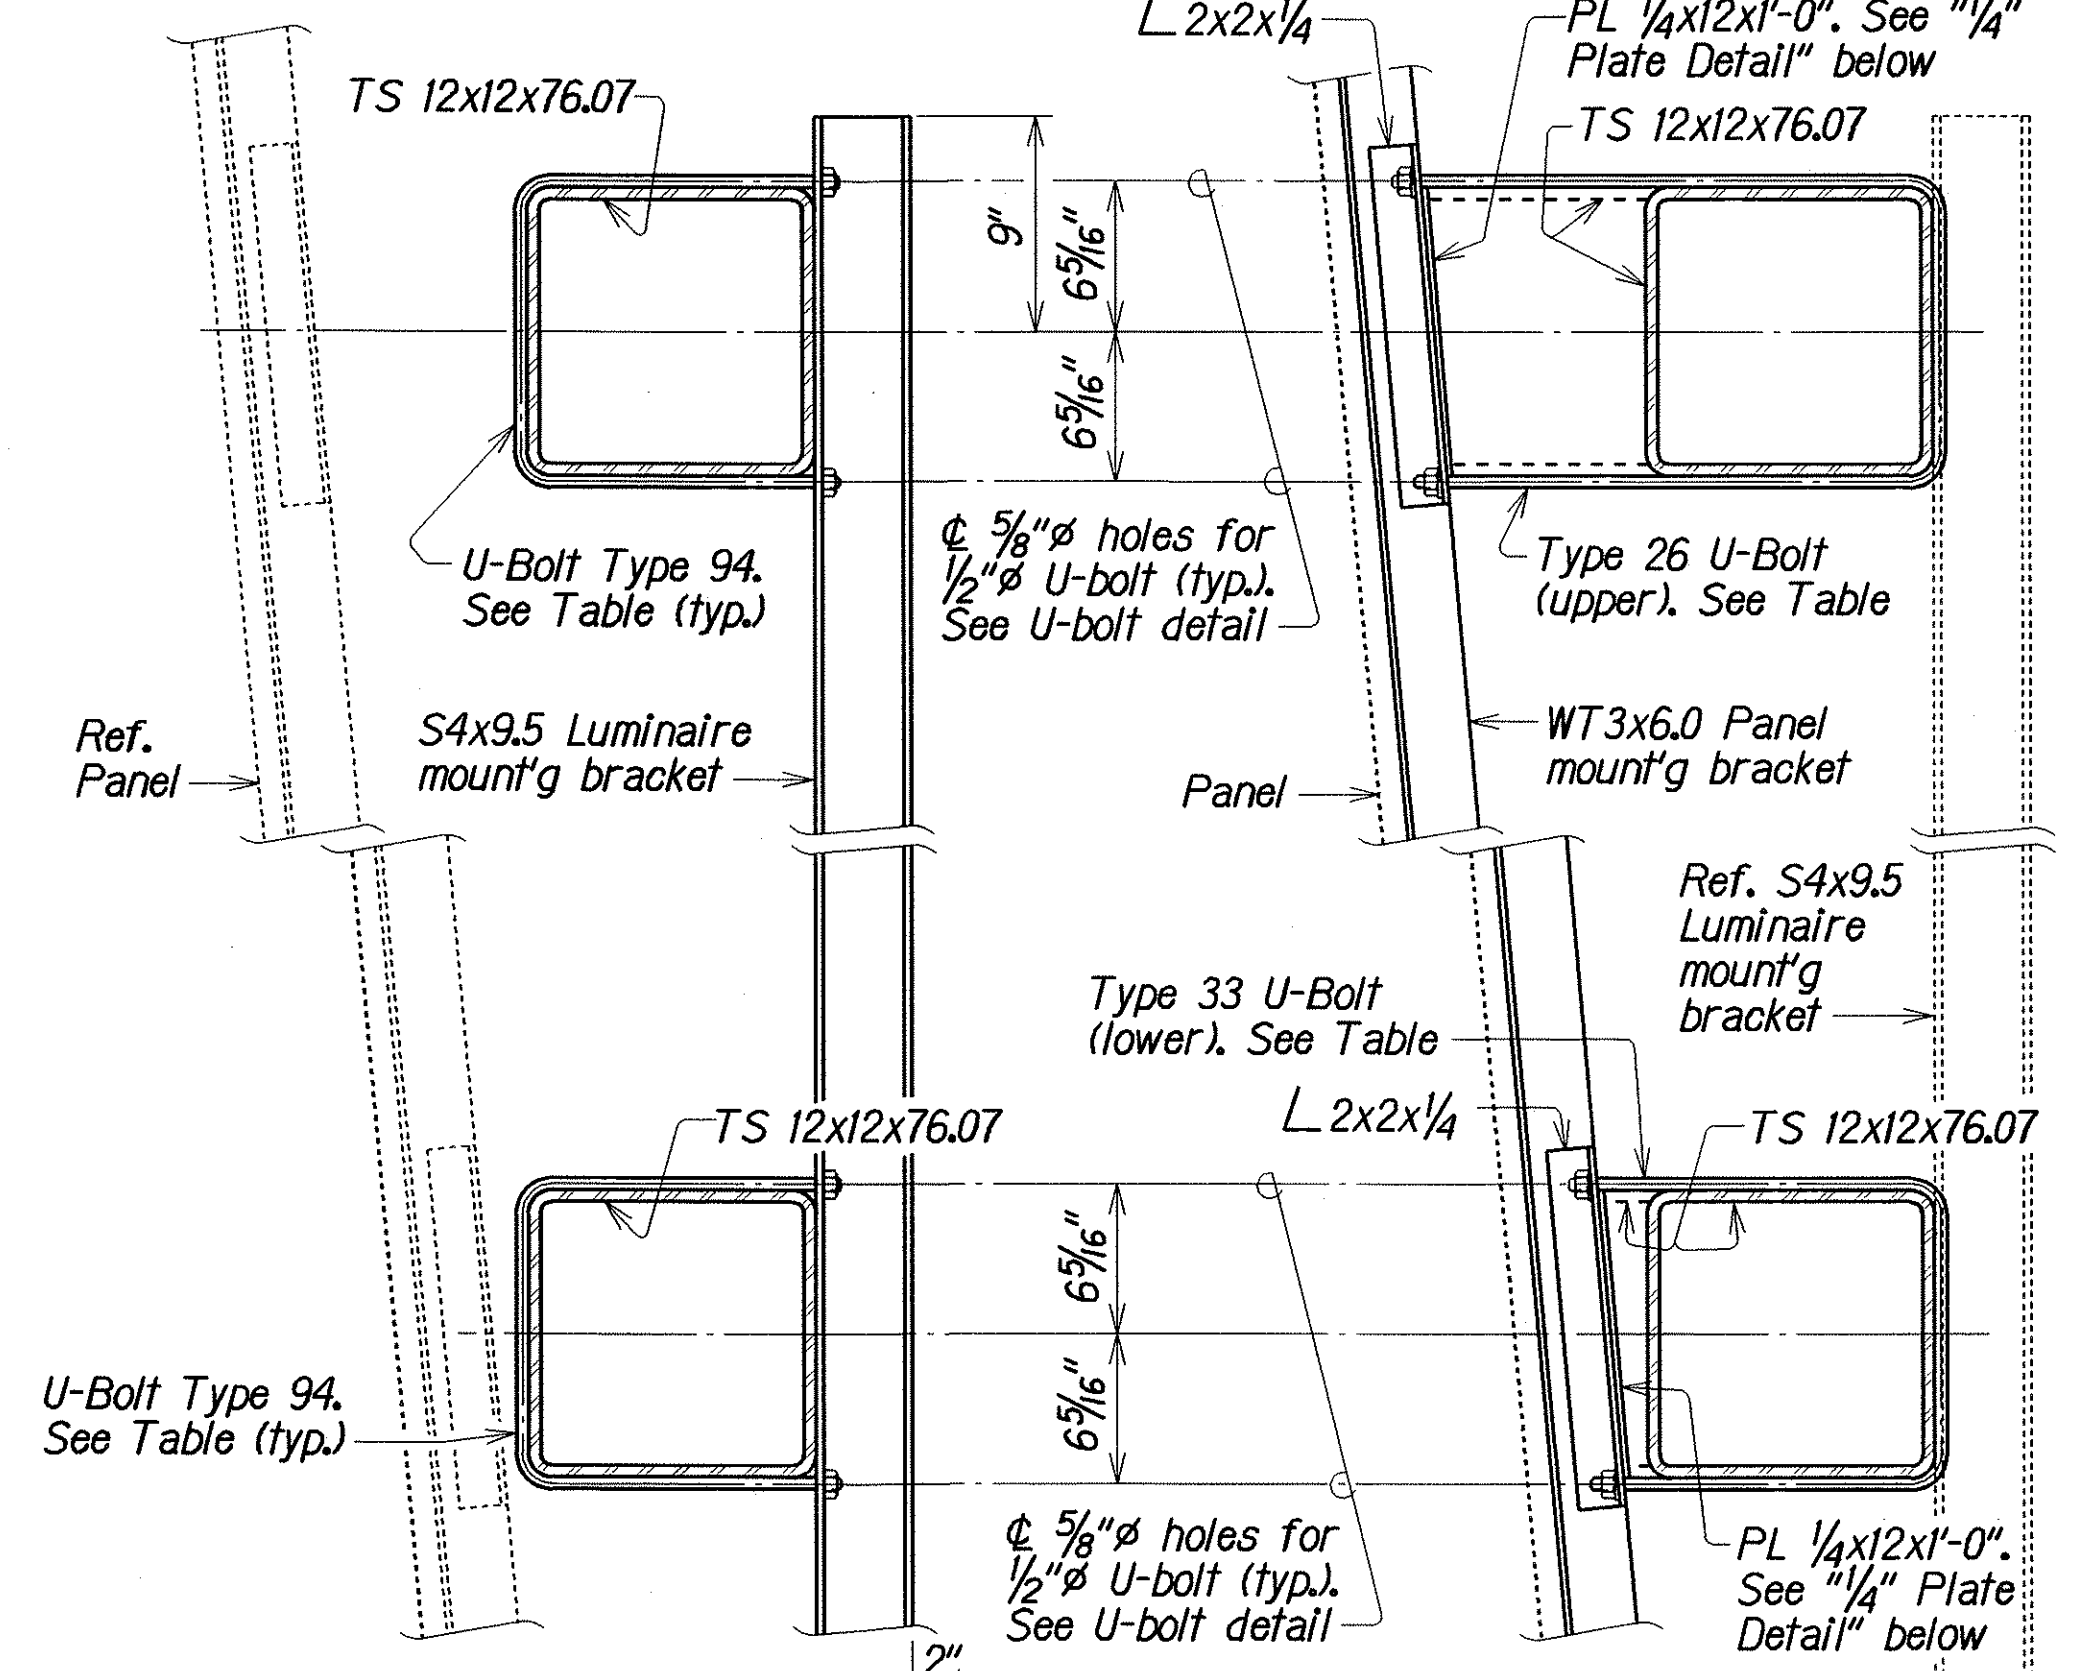 L 2x2x1/4
PL 1/4x12x1'-0". See "1/4"
Plate Detail" below
TS 12x12x76.07
TS 12x12x76.07
9"
6 5/16"
6 5/16"
U-Bolt Type 94.
See Table (typ.)
℄ 5/8"ø holes for
1/2"ø U-bolt (typ.).
See U-bolt detail
Type 26 U-Bolt
(upper). See Table
Ref.
Panel
S4x9.5 Luminaire
mount'g bracket
Panel
WT3x6.0 Panel
mount'g bracket
Ref. S4x9.5
Luminaire
mount'g
bracket
Type 33 U-Bolt
(lower). See Table
TS 12x12x76.07
L 2x2x1/4
TS 12x12x76.07
6 5/16"
6 5/16"
U-Bolt Type 94.
See Table (typ.)
℄ 5/8"ø holes for
1/2"ø U-bolt (typ.).
See U-bolt detail
PL 1/4x12x1'-0".
See "1/4" Plate
Detail" below
2"